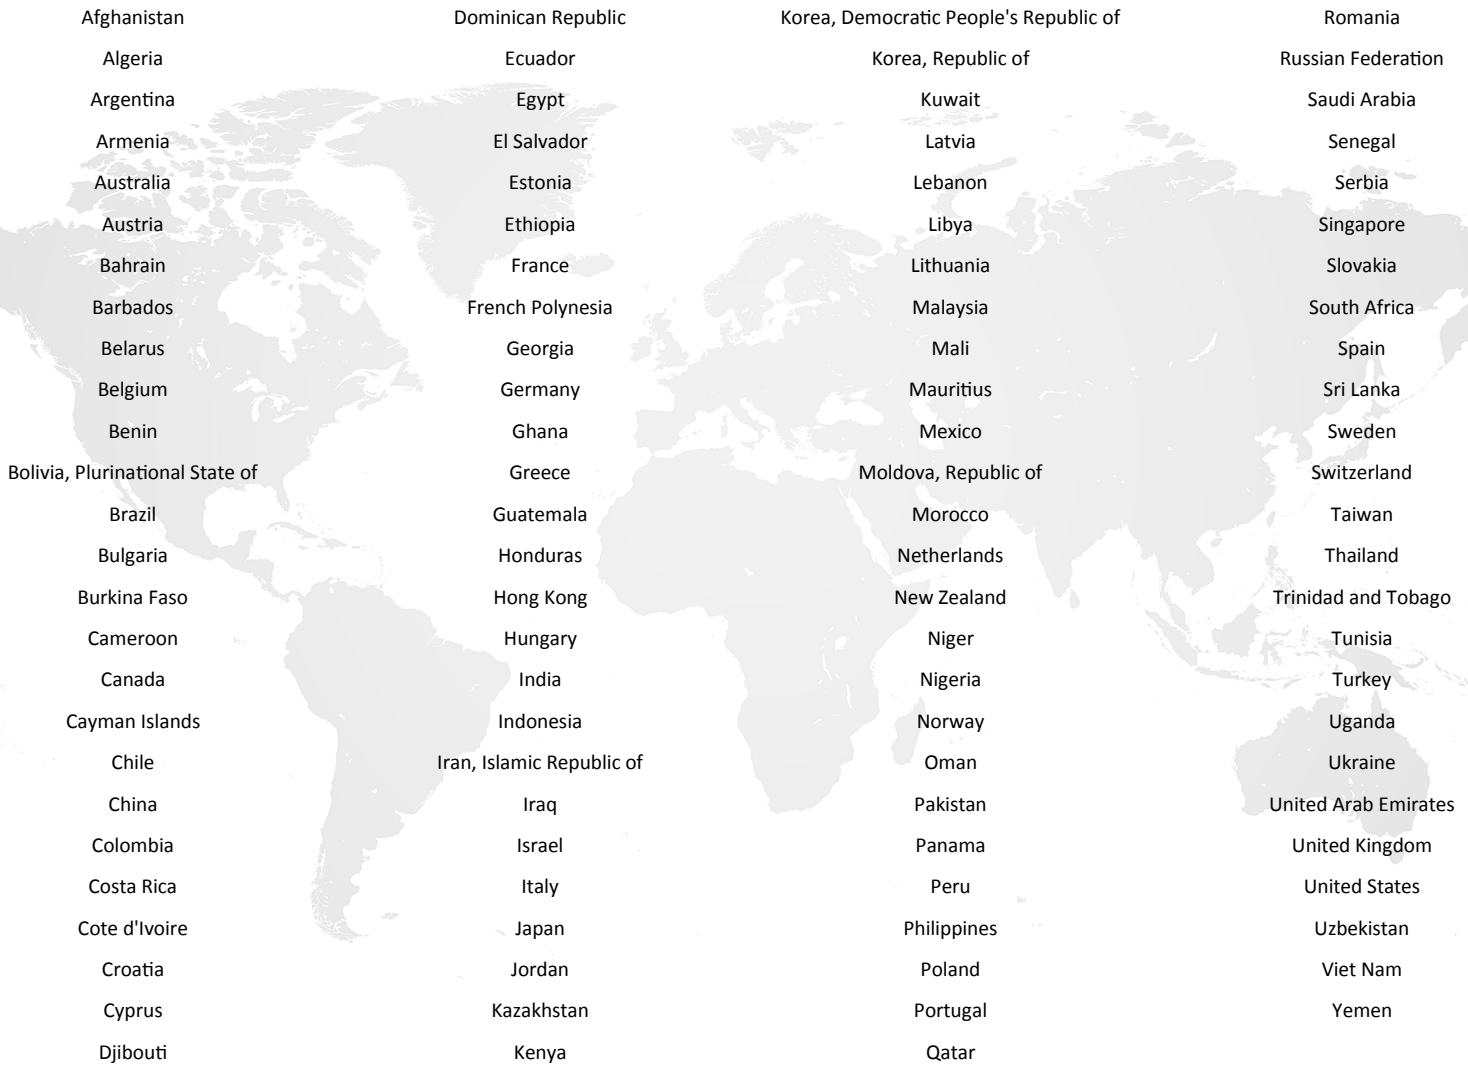 Afghanistan
Algeria
Argentina
Armenia
Australia
Austria
Bahrain
Barbados
Belarus
Belgium
Benin
Bolivia, Plurinational State of
Brazil
Bulgaria
Burkina Faso
Cameroon
Canada
Cayman Islands
Chile
China
Colombia
Costa Rica
Cote d'Ivoire
Croatia
Cyprus
Djibouti
Dominican Republic
Ecuador
Egypt
El Salvador
Estonia
Ethiopia
France
French Polynesia
Georgia
Germany
Ghana
Greece
Guatemala
Honduras
Hong Kong
Hungary
India
Indonesia
Iran, Islamic Republic of
Iraq
Israel
Italy
Japan
Jordan
Kazakhstan
Kenya
Korea, Democratic People's Republic of
Korea, Republic of
Kuwait
Latvia
Lebanon
Libya
Lithuania
Malaysia
Mali
Mauritius
Mexico
Moldova, Republic of
Morocco
Netherlands
New Zealand
Niger
Nigeria
Norway
Oman
Pakistan
Panama
Peru
Philippines
Poland
Portugal
Qatar
Romania
Russian Federation
Saudi Arabia
Senegal
Serbia
Singapore
Slovakia
South Africa
Spain
Sri Lanka
Sweden
Switzerland
Taiwan
Thailand
Trinidad and Tobago
Tunisia
Turkey
Uganda
Ukraine
United Arab Emirates
United Kingdom
United States
Uzbekistan
Viet Nam
Yemen